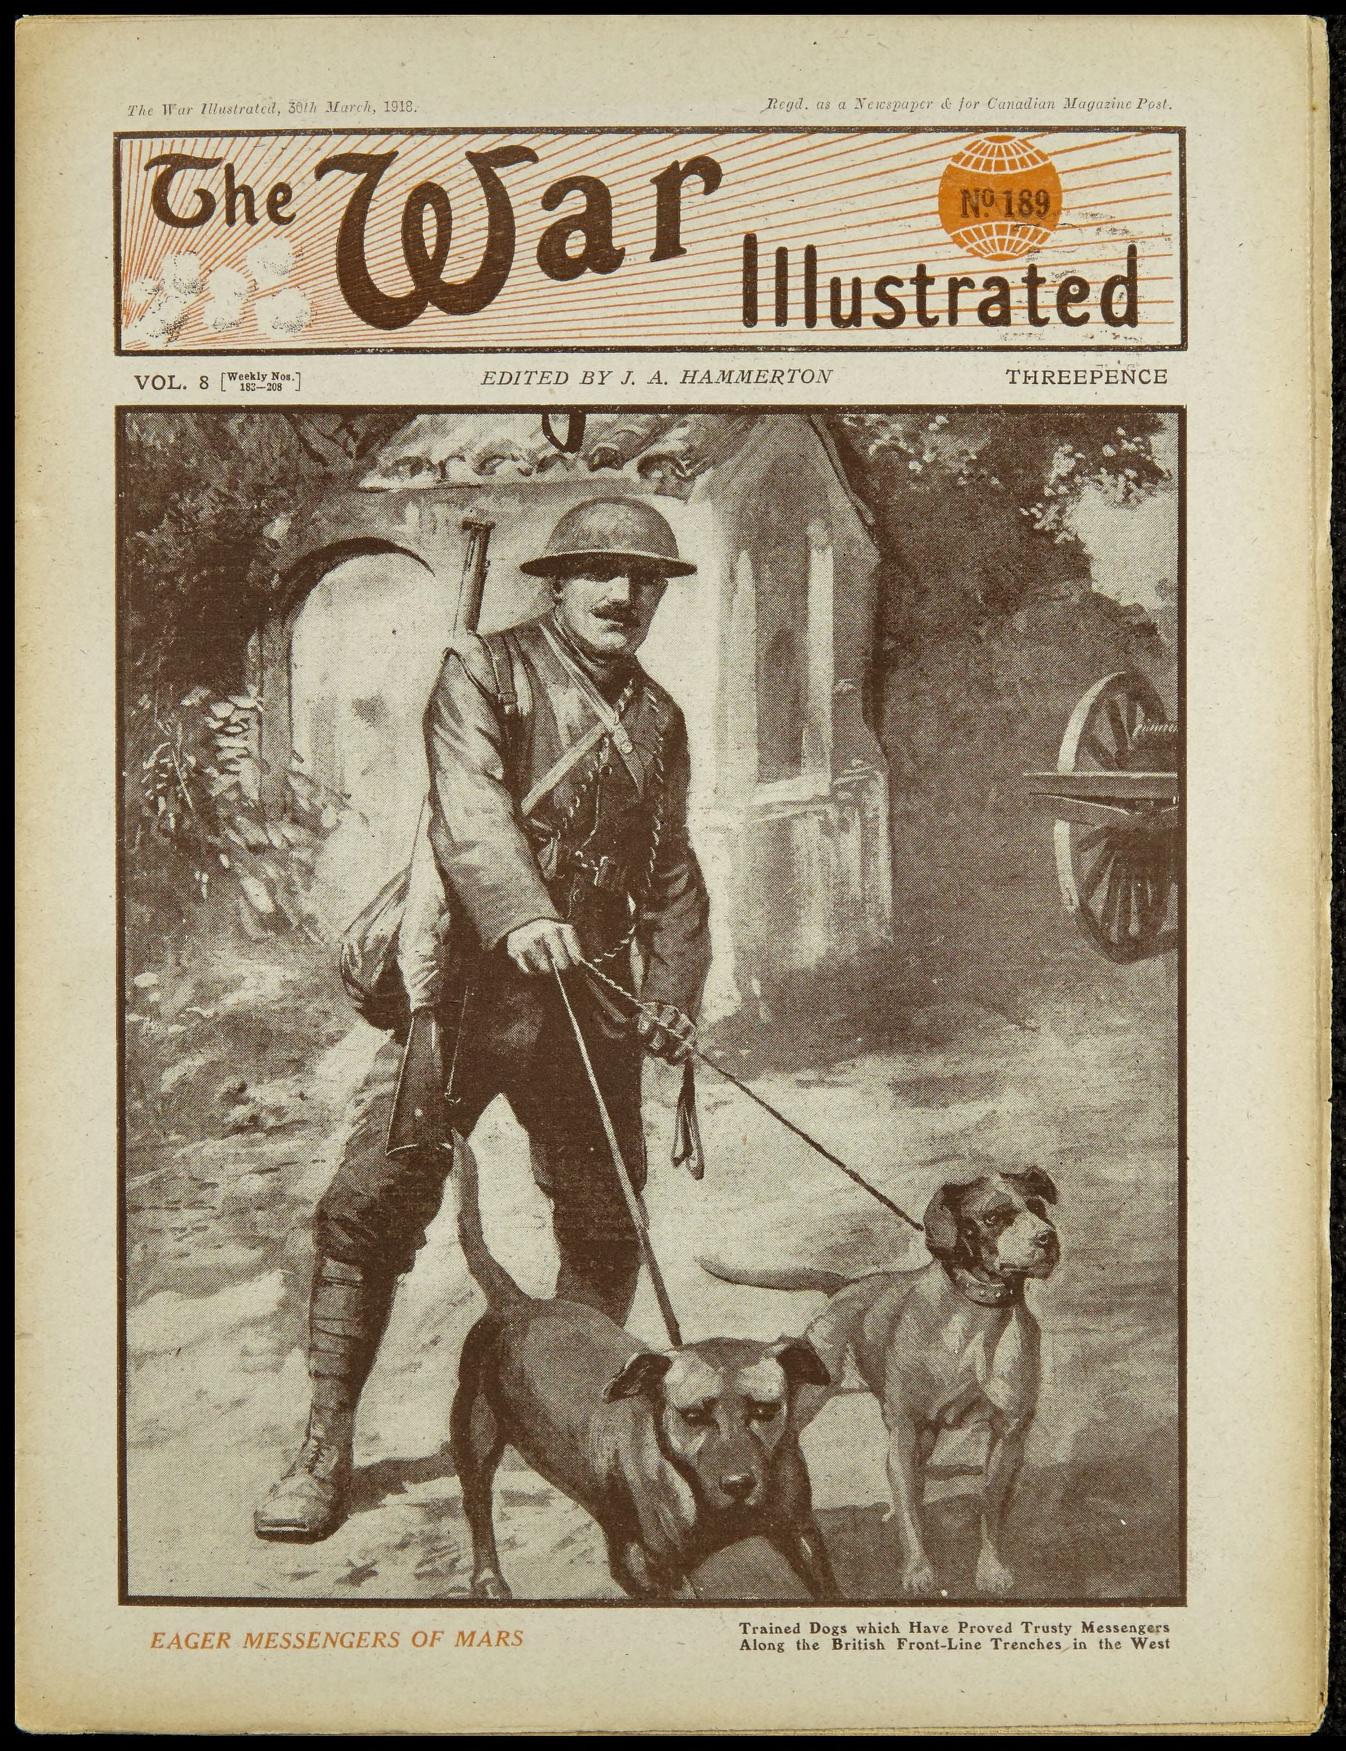 The War Illustrated, 30th March, 1918.
Regd. as a Newspaper & for Canadian Magazine Post.
The War
Illustrated
No. 189
VOL. 8 [Weekly Nos. 183—208]
EDITED BY J. A. HAMMERTON
THREEPENCE
EAGER MESSENGERS OF MARS
Trained Dogs which Have Proved Trusty Messengers
Along the British Front-Line Trenches in the West